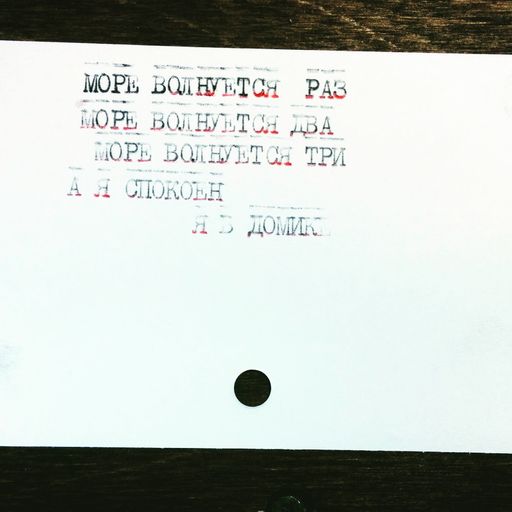 МОРЕ ВОЛНУЕТСЯ РАЗ
МОРЕ ВОЛНУЕТСЯ ДВА
МОРЕ ВОЛНУЕТСЯ ТРИ
А Я СПОКОЕН
Я В ДОМИКЕ